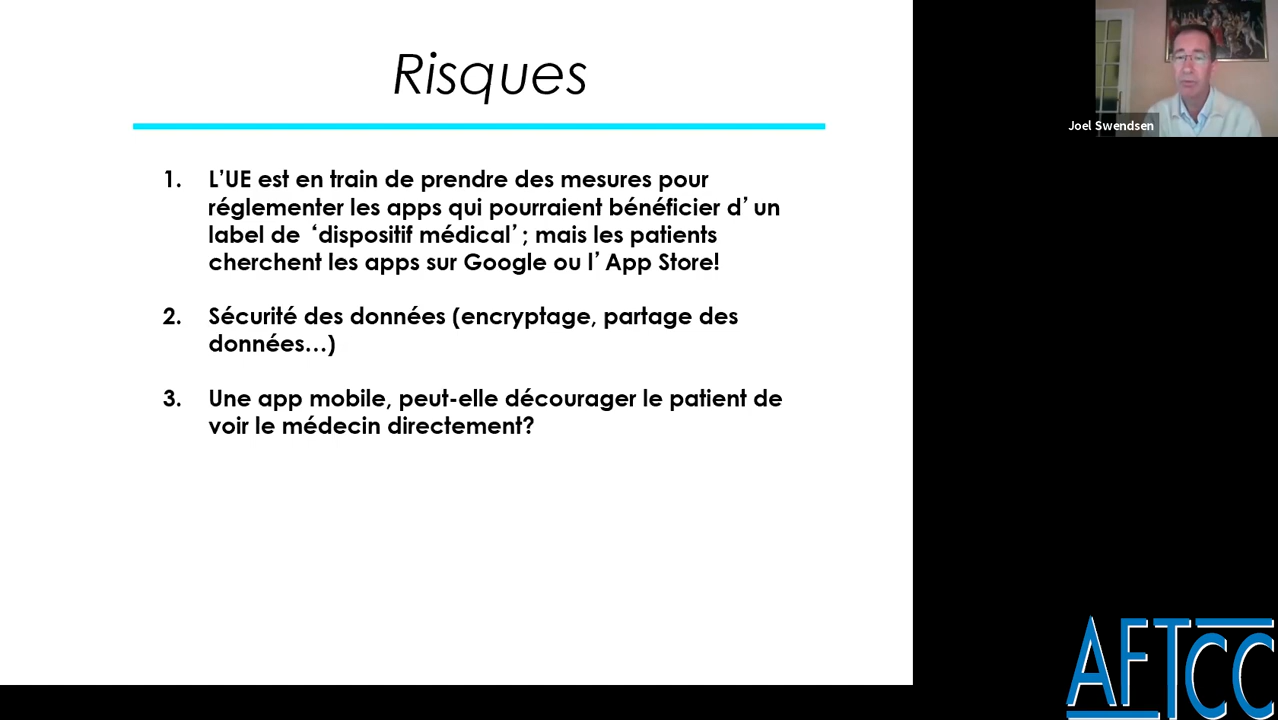 Risques
1. L’UE est en train de prendre des mesures pour
réglementer les apps qui pourraient bénéficier d’ un
label de ‘dispositif médical’ ; mais les patients
cherchent les apps sur Google ou l’ App Store!
2. Sécurité des données (encryptage, partage des
données…)
3. Une app mobile, peut-elle décourager le patient de
voir le médecin directement?
Joel Swendsen
AFTCC